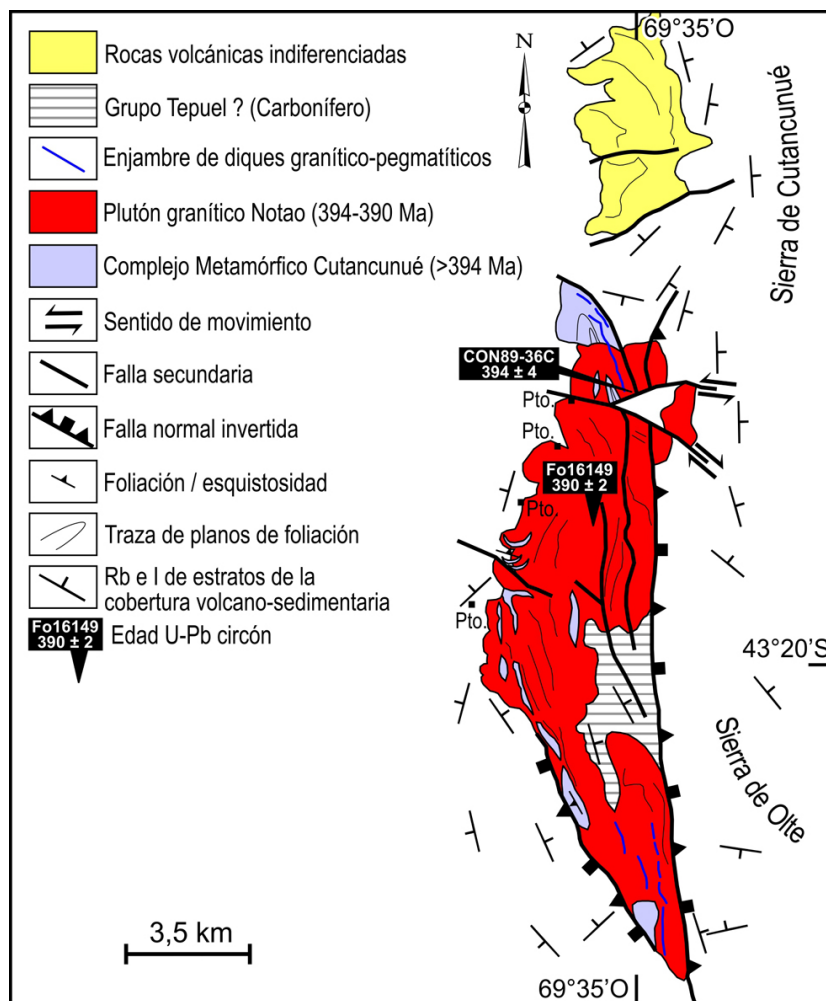 Rocas volcánicas indiferenciadas
Grupo Tepuel ? (Carbonífero)
Enjambre de diques granítico-pegmatíticos
Plutón granítico Notao (394-390 Ma)
Complejo Metamórfico Cutancunué (>394 Ma)
Sentido de movimiento
Falla secundaria
Falla normal invertida
Foliación / esquistosidad
Traza de planos de foliación
Rb e I de estratos de la
cobertura volcano-sedimentaria
Fo16149
390 ± 2
Edad U-Pb circón
3,5 km
N
69°35'O
Sierra de Cutancunué
CON89-36C
394 ± 4
Pto.
Pto.
Fo16149
390 ± 2
Pto.
Pto.
43°20'S
Sierra de Olte
69°35'O